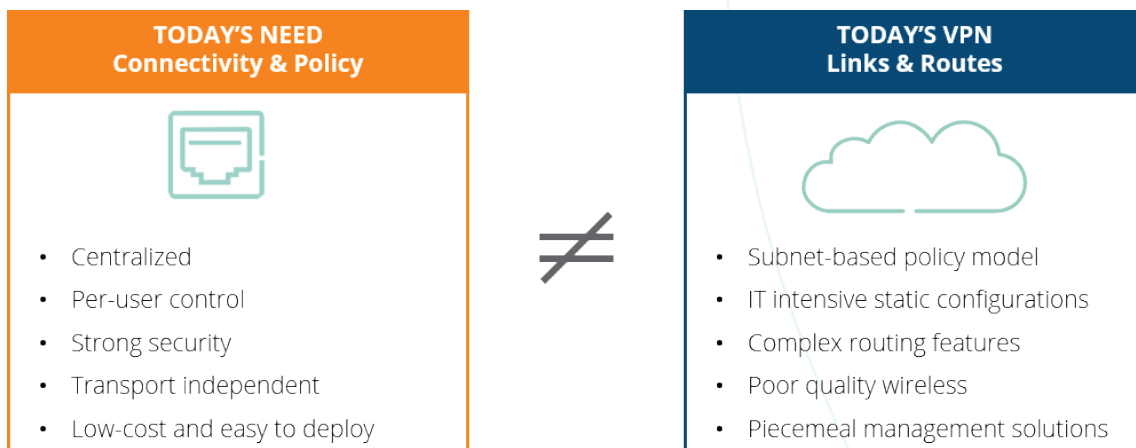 TODAY’S NEED
Connectivity & Policy
• Centralized
• Per-user control
• Strong security
• Transport independent
• Low-cost and easy to deploy
≠
TODAY’S VPN
Links & Routes
• Subnet-based policy model
• IT intensive static configurations
• Complex routing features
• Poor quality wireless
• Piecemeal management solutions